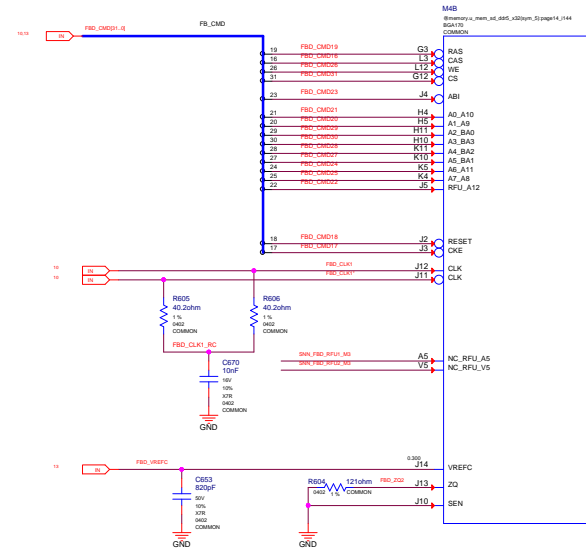 M4B
@memory.u_mem_sd_ddr5_x32(sym_5):page14_i144
BGA170
COMMON
FBD_CMD[31..0]
FB_CMD
IN
19 FBD_CMD19 G3 RAS
16 FBD_CMD16 L3 CAS
26 FBD_CMD26 L12 WE
31 FBD_CMD31 G12 CS
23 FBD_CMD23 J4 ABI
21 FBD_CMD21 H4 A0_A10
20 FBD_CMD20 H5 A1_A9
29 FBD_CMD29 H11 A2_BA0
30 FBD_CMD30 H10 A3_BA3
28 FBD_CMD28 K11 A4_BA2
27 FBD_CMD27 K10 A5_BA1
24 FBD_CMD24 K5 A6_A11
25 FBD_CMD25 K4 A7_A8
22 FBD_CMD22 J5 RFU_A12
18 FBD_CMD18 J2 RESET
17 FBD_CMD17 J3 CKE
IN FBD_CLK1 J12 CLK
IN FBD_CLK1* J11 CLK
R605
40.2ohm
1 %
0402
COMMON
R606
40.2ohm
1 %
0402
COMMON
FBD_CLK1_RC
C670
10nF
16V
10%
X7R
0402
COMMON
GND
SNN_FBD_RFU1_M3 A5 NC_RFU_A5
SNN_FBD_RFU2_M3 V5 NC_RFU_V5
0.300
IN FBD_VREFC J14 VREFC
C653
820pF
50V
10%
X7R
0402
COMMON
GND
R604 121ohm FBD_ZQ2 J13 ZQ
0402 1 % COMMON
J10 SEN
GND